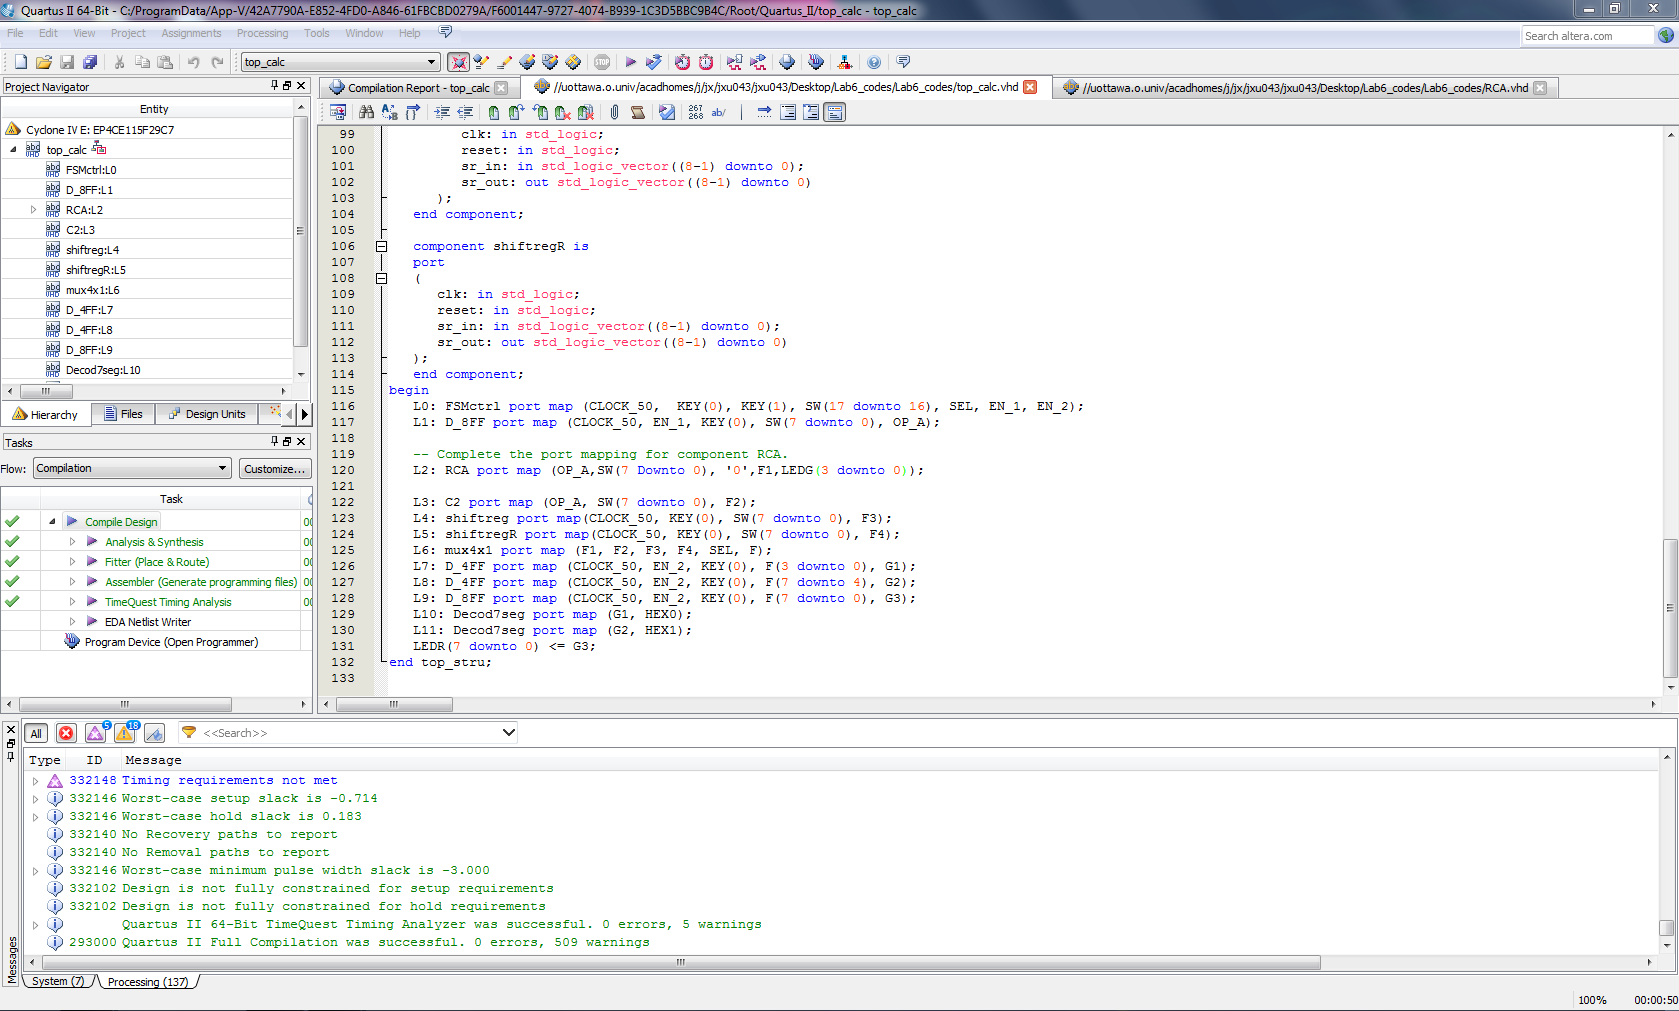 Quartus II 64-Bit - C:/ProgramData/App-V/42A7790A-E852-4FD0-A846-61FBCBD0279A/F6001447-9727-4074-B939-1C3D5BBC9B4C/Root/Quartus_II/top_calc - top_calc
File Edit View Project Assignments Processing Tools Window Help
Search altera.com
top_calc
STOP
Project Navigator
Compilation Report - top_calc
//uottawa.o.univ/acadhomes/j/jx/jxu043/jxu043/Desktop/Lab6_codes/Lab6_codes/top_calc.vhd
//uottawa.o.univ/acadhomes/j/jx/jxu043/jxu043/Desktop/Lab6_codes/Lab6_codes/RCA.vhd
267
268
ab/
Entity
Cyclone IV E: EP4CE115F29C7
top_calc
FSMctrl:L0
D_8FF:L1
RCA:L2
C2:L3
shiftreg:L4
shiftregR:L5
mux4x1:L6
D_4FF:L7
D_4FF:L8
D_8FF:L9
Decod7seg:L10
Hierarchy Files Design Units
Tasks
Flow: Compilation Customize...
Task
Compile Design 00
Analysis & Synthesis 00
Fitter (Place & Route) 00
Assembler (Generate programming files) 00
TimeQuest Timing Analysis 00
EDA Netlist Writer
Program Device (Open Programmer)
99 clk: in std_logic;
100 reset: in std_logic;
101 sr_in: in std_logic_vector((8-1) downto 0);
102 sr_out: out std_logic_vector((8-1) downto 0)
103 );
104 end component;
105
106 component shiftregR is
107 port
108 (
109 clk: in std_logic;
110 reset: in std_logic;
111 sr_in: in std_logic_vector((8-1) downto 0);
112 sr_out: out std_logic_vector((8-1) downto 0)
113 );
114 end component;
115 begin
116 L0: FSMctrl port map (CLOCK_50, KEY(0), KEY(1), SW(17 downto 16), SEL, EN_1, EN_2);
117 L1: D_8FF port map (CLOCK_50, EN_1, KEY(0), SW(7 downto 0), OP_A);
118
119 -- Complete the port mapping for component RCA.
120 L2: RCA port map (OP_A,SW(7 Downto 0), '0',F1,LEDG(3 downto 0));
121
122 L3: C2 port map (OP_A, SW(7 downto 0), F2);
123 L4: shiftreg port map(CLOCK_50, KEY(0), SW(7 downto 0), F3);
124 L5: shiftregR port map(CLOCK_50, KEY(0), SW(7 downto 0), F4);
125 L6: mux4x1 port map (F1, F2, F3, F4, SEL, F);
126 L7: D_4FF port map (CLOCK_50, EN_2, KEY(0), F(3 downto 0), G1);
127 L8: D_4FF port map (CLOCK_50, EN_2, KEY(0), F(7 downto 4), G2);
128 L9: D_8FF port map (CLOCK_50, EN_2, KEY(0), F(7 downto 0), G3);
129 L10: Decod7seg port map (G1, HEX0);
130 L11: Decod7seg port map (G2, HEX1);
131 LEDR(7 downto 0) <= G3;
132 end top_stru;
133
All 5 18 <<Search>>
Type ID Message
332148 Timing requirements not met
332146 Worst-case setup slack is -0.714
332146 Worst-case hold slack is 0.183
332140 No Recovery paths to report
332140 No Removal paths to report
332146 Worst-case minimum pulse width slack is -3.000
332102 Design is not fully constrained for setup requirements
332102 Design is not fully constrained for hold requirements
Quartus II 64-Bit TimeQuest Timing Analyzer was successful. 0 errors, 5 warnings
293000 Quartus II Full Compilation was successful. 0 errors, 509 warnings
Messages
System (7) Processing (137)
100% 00:00:50